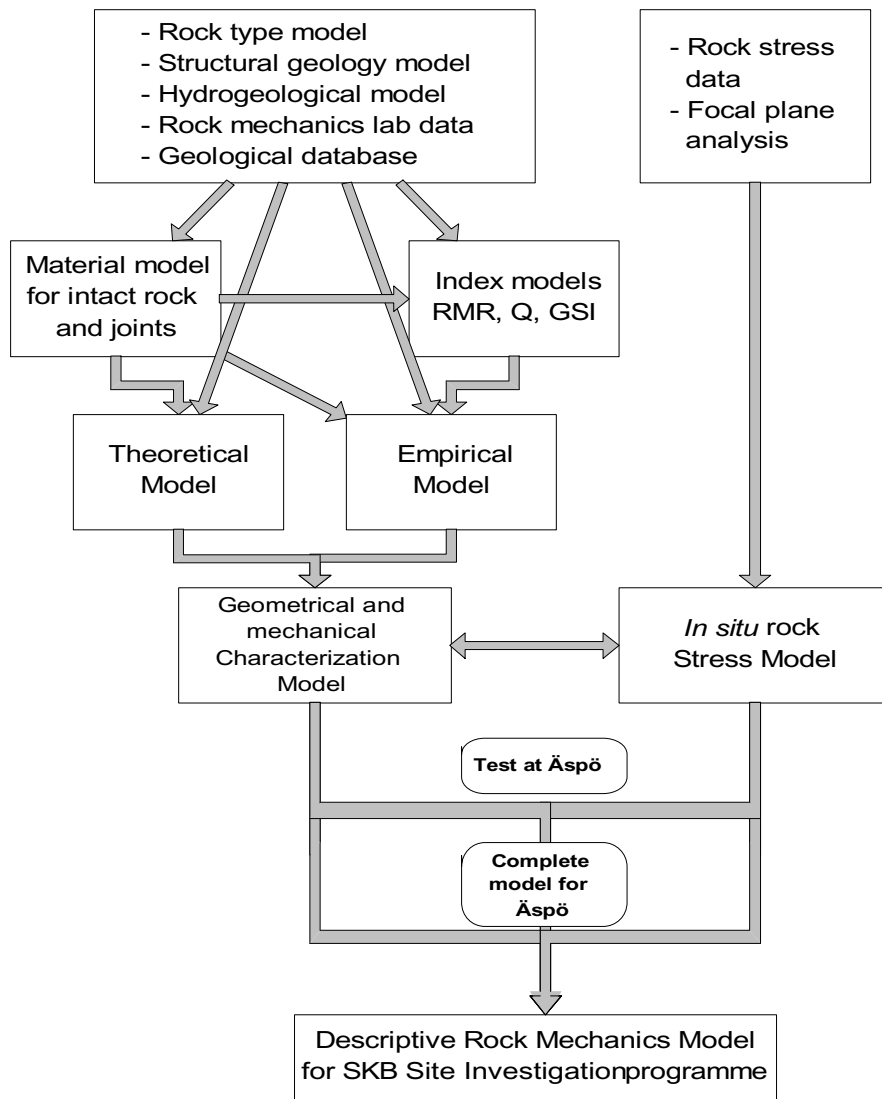 - Rock type model
- Structural geology model
- Hydrogeological model
- Rock mechanics lab data
- Geological database
- Rock stress
data
- Focal plane
analysis
Material model
for intact rock
and joints
Index models
RMR, Q, GSI
Theoretical
Model
Empirical
Model
Geometrical and
mechanical
Characterization
Model
In situ rock
Stress Model
Test at Äspö
Complete
model for
Äspö
Descriptive Rock Mechanics Model
for SKB Site Investigationprogramme